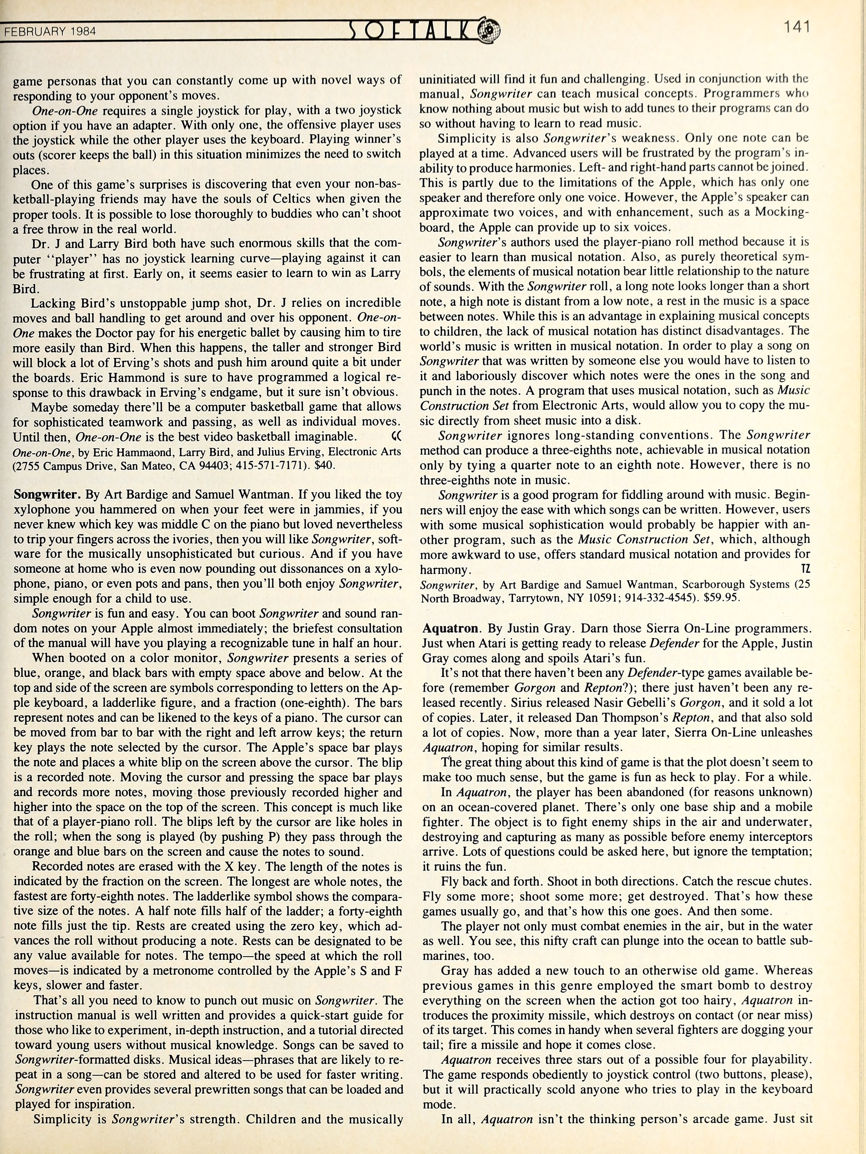 FEBRUARY 1984
SOFTALK
141
game personas that you can constantly come up with novel ways of
responding to your opponent's moves.
One-on-One requires a single joystick for play, with a two joystick
option if you have an adapter. With only one, the offensive player uses
the joystick while the other player uses the keyboard. Playing winner's
outs (scorer keeps the ball) in this situation minimizes the need to switch
places.
One of this game's surprises is discovering that even your non-bas-
ketball-playing friends may have the souls of Celtics when given the
proper tools. It is possible to lose thoroughly to buddies who can't shoot
a free throw in the real world.
Dr. J and Larry Bird both have such enormous skills that the com-
puter "player" has no joystick learning curve—playing against it can
be frustrating at first. Early on, it seems easier to learn to win as Larry
Bird.
Lacking Bird's unstoppable jump shot, Dr. J relies on incredible
moves and ball handling to get around and over his opponent. One-on-
One makes the Doctor pay for his energetic ballet by causing him to tire
more easily than Bird. When this happens, the taller and stronger Bird
will block a lot of Erving's shots and push him around quite a bit under
the boards. Eric Hammond is sure to have programmed a logical re-
sponse to this drawback in Erving's endgame, but it sure isn't obvious.
Maybe someday there'll be a computer basketball game that allows
for sophisticated teamwork and passing, as well as individual moves.
Until then, One-on-One is the best video basketball imaginable.
One-on-One, by Eric Hammaond, Larry Bird, and Julius Erving, Electronic Arts
(2755 Campus Drive, San Mateo, CA 94403; 415-571-7171). $40.
Songwriter. By Art Bardige and Samuel Wantman. If you liked the toy
xylophone you hammered on when your feet were in jammies, if you
never knew which key was middle C on the piano but loved nevertheless
to trip your fingers across the ivories, then you will like Songwriter, soft-
ware for the musically unsophisticated but curious. And if you have
someone at home who is even now pounding out dissonances on a xylo-
phone, piano, or even pots and pans, then you'll both enjoy Songwriter,
simple enough for a child to use.
Songwriter is fun and easy. You can boot Songwriter and sound ran-
dom notes on your Apple almost immediately; the briefest consultation
of the manual will have you playing a recognizable tune in half an hour.
When booted on a color monitor, Songwriter presents a series of
blue, orange, and black bars with empty space above and below. At the
top and side of the screen are symbols corresponding to letters on the Ap-
ple keyboard, a ladderlike figure, and a fraction (one-eighth). The bars
represent notes and can be likened to the keys of a piano. The cursor can
be moved from bar to bar with the right and left arrow keys; the return
key plays the note selected by the cursor. The Apple's space bar plays
the note and places a white blip on the screen above the cursor. The blip
is a recorded note. Moving the cursor and pressing the space bar plays
and records more notes, moving those previously recorded higher and
higher into the space on the top of the screen. This concept is much like
that of a player-piano roll. The blips left by the cursor are like holes in
the roll; when the song is played (by pushing P) they pass through the
orange and blue bars on the screen and cause the notes to sound.
Recorded notes are erased with the X key. The length of the notes is
indicated by the fraction on the screen. The longest are whole notes, the
fastest are forty-eighth notes. The ladderlike symbol shows the compara-
tive size of the notes. A half note fills half of the ladder; a forty-eighth
note fills just the tip. Rests are created using the zero key, which ad-
vances the roll without producing a note. Rests can be designated to be
any value available for notes. The tempo—the speed at which the roll
moves—is indicated by a metronome controlled by the Apple's S and F
keys, slower and faster.
That's all you need to know to punch out music on Songwriter. The
instruction manual is well written and provides a quick-start guide for
those who like to experiment, in-depth instruction, and a tutorial directed
toward young users without musical knowledge. Songs can be saved to
Songwriter-formatted disks. Musical ideas—phrases that are likely to re-
peat in a song—can be stored and altered to be used for faster writing.
Songwriter even provides several prewritten songs that can be loaded and
played for inspiration.
Simplicity is Songwriter's strength. Children and the musically
uninitiated will find it fun and challenging. Used in conjunction with the
manual, Songwriter can teach musical concepts. Programmers who
know nothing about music but wish to add tunes to their programs can do
so without having to learn to read music.
Simplicity is also Songwriter's weakness. Only one note can be
played at a time. Advanced users will be frustrated by the program's in-
ability to produce harmonies. Left- and right-hand parts cannot be joined.
This is partly due to the limitations of the Apple, which has only one
speaker and therefore only one voice. However, the Apple's speaker can
approximate two voices, and with enhancement, such as a Mocking-
board, the Apple can provide up to six voices.
Songwriter's authors used the player-piano roll method because it is
easier to learn than musical notation. Also, as purely theoretical sym-
bols, the elements of musical notation bear little relationship to the nature
of sounds. With the Songwriter roll, a long note looks longer than a short
note, a high note is distant from a low note, a rest in the music is a space
between notes. While this is an advantage in explaining musical concepts
to children, the lack of musical notation has distinct disadvantages. The
world's music is written in musical notation. In order to play a song on
Songwriter that was written by someone else you would have to listen to
it and laboriously discover which notes were the ones in the song and
punch in the notes. A program that uses musical notation, such as Music
Construction Set from Electronic Arts, would allow you to copy the mu-
sic directly from sheet music into a disk.
Songwriter ignores long-standing conventions. The Songwriter
method can produce a three-eighths note, achievable in musical notation
only by tying a quarter note to an eighth note. However, there is no
three-eighths note in music.
Songwriter is a good program for fiddling around with music. Begin-
ners will enjoy the ease with which songs can be written. However, users
with some musical sophistication would probably be happier with an-
other program, such as the Music Construction Set, which, although
more awkward to use, offers standard musical notation and provides for
harmony. TZ
Songwriter, by Art Bardige and Samuel Wantman, Scarborough Systems (25
North Broadway, Tarrytown, NY 10591; 914-332-4545). $59.95.
Aquatron. By Justin Gray. Darn those Sierra On-Line programmers.
Just when Atari is getting ready to release Defender for the Apple, Justin
Gray comes along and spoils Atari's fun.
It's not that there haven't been any Defender-type games available be-
fore (remember Gorgon and Repton?); there just haven't been any re-
leased recently. Sirius released Nasir Gebelli's Gorgon, and it sold a lot
of copies. Later, it released Dan Thompson's Repton, and that also sold
a lot of copies. Now, more than a year later, Sierra On-Line unleashes
Aquatron, hoping for similar results.
The great thing about this kind of game is that the plot doesn't seem to
make too much sense, but the game is fun as heck to play. For a while.
In Aquatron, the player has been abandoned (for reasons unknown)
on an ocean-covered planet. There's only one base ship and a mobile
fighter. The object is to fight enemy ships in the air and underwater,
destroying and capturing as many as possible before enemy interceptors
arrive. Lots of questions could be asked here, but ignore the temptation;
it ruins the fun.
Fly back and forth. Shoot in both directions. Catch the rescue chutes.
Fly some more; shoot some more; get destroyed. That's how these
games usually go, and that's how this one goes. And then some.
The player not only must combat enemies in the air, but in the water
as well. You see, this nifty craft can plunge into the ocean to battle sub-
marines, too.
Gray has added a new touch to an otherwise old game. Whereas
previous games in this genre employed the smart bomb to destroy
everything on the screen when the action got too hairy, Aquatron in-
troduces the proximity missile, which destroys on contact (or near miss)
of its target. This comes in handy when several fighters are dogging your
tail; fire a missile and hope it comes close.
Aquatron receives three stars out of a possible four for playability.
The game responds obediently to joystick control (two buttons, please),
but it will practically scold anyone who tries to play in the keyboard
mode.
In all, Aquatron isn't the thinking person's arcade game. Just sit